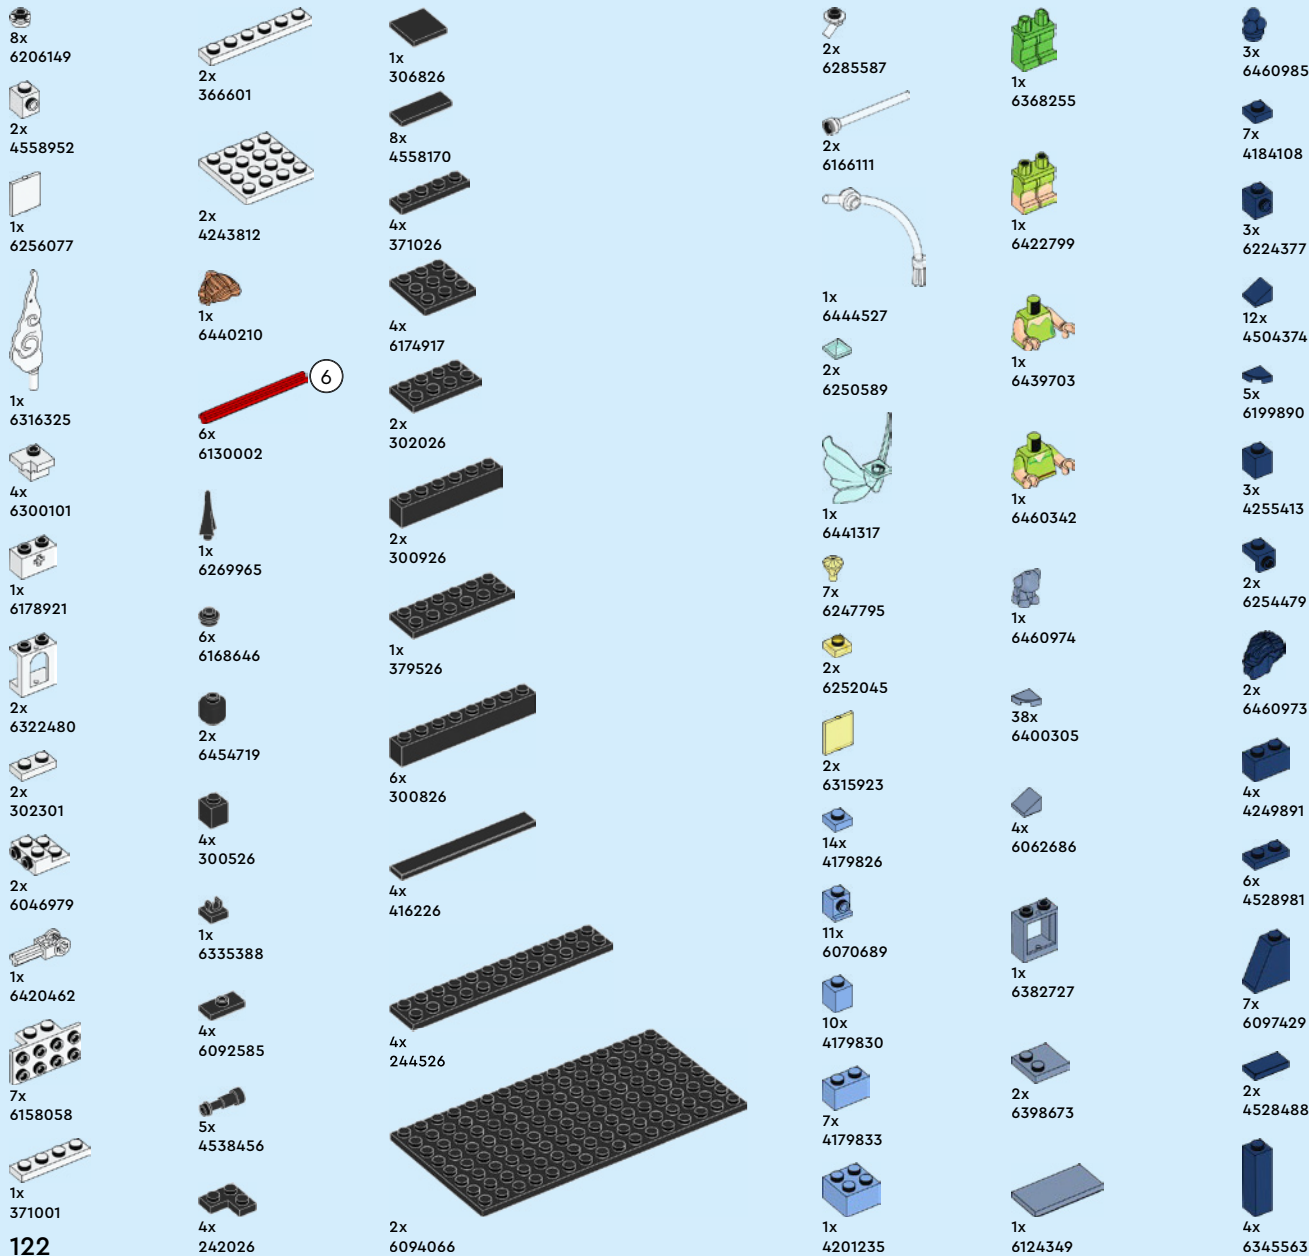 8x
6206149
2x
4558952
1x
6256077
1x
6316325
4x
6300101
1x
6178921
2x
6322480
2x
302301
2x
6046979
1x
6420462
7x
6158058
1x
371001
122
2x
366601
2x
4243812
1x
6440210
6
6x
6130002
1x
6269965
6x
6168646
2x
6454719
4x
300526
1x
6335388
4x
6092585
5x
4538456
4x
242026
1x
306826
8x
4558170
4x
371026
4x
6174917
2x
302026
2x
300926
1x
379526
6x
300826
4x
416226
4x
244526
2x
6094066
2x
6285587
2x
6166111
1x
6444527
2x
6250589
1x
6441317
7x
6247795
2x
6252045
2x
6315923
14x
4179826
11x
6070689
10x
4179830
7x
4179833
1x
4201235
1x
6368255
1x
6422799
1x
6439703
1x
6460342
1x
6460974
38x
6400305
4x
6062686
1x
6382727
2x
6398673
1x
6124349
3x
6460985
7x
4184108
3x
6224377
12x
4504374
5x
6199890
3x
4255413
2x
6254479
2x
6460973
4x
4249891
6x
4528981
7x
6097429
2x
4528488
4x
6345563